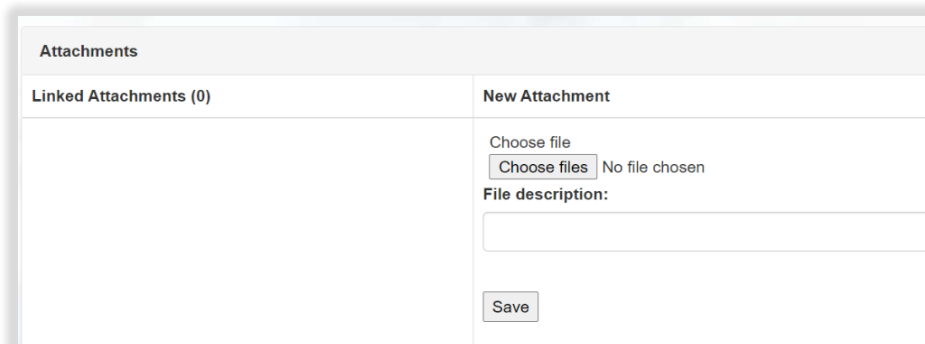 Attachments
Linked Attachments (0)
New Attachment
Choose file
Choose files No file chosen
File description:
Save